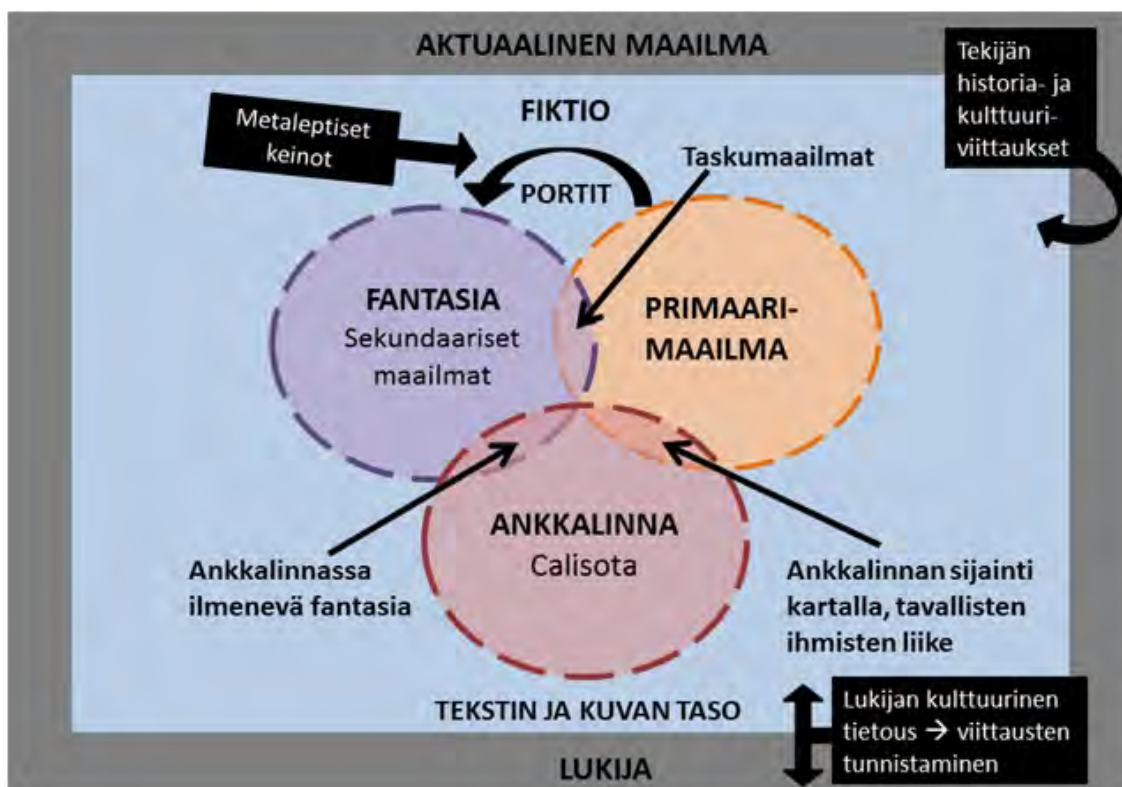 AKTUAALINEN MAAILMA
Tekijän
historia- ja
kulttuuri-
viittaukset
FIKTIO
Metaleptiset
keinot
Taskumaailmat
PORTIT
FANTASIA
Sekundaariset
maailmat
PRIMAARI-
MAAILMA
ANKKALINNA
Calisota
Ankkalinnassa
ilmenevä fantasia
Ankkalinnan sijainti
kartalla, tavallisten
ihmisten liike
TEKSTIN JA KUVAN TASO
Lukijan kulttuurinen
tietous → viittausten
tunnistaminen
LUKIJA